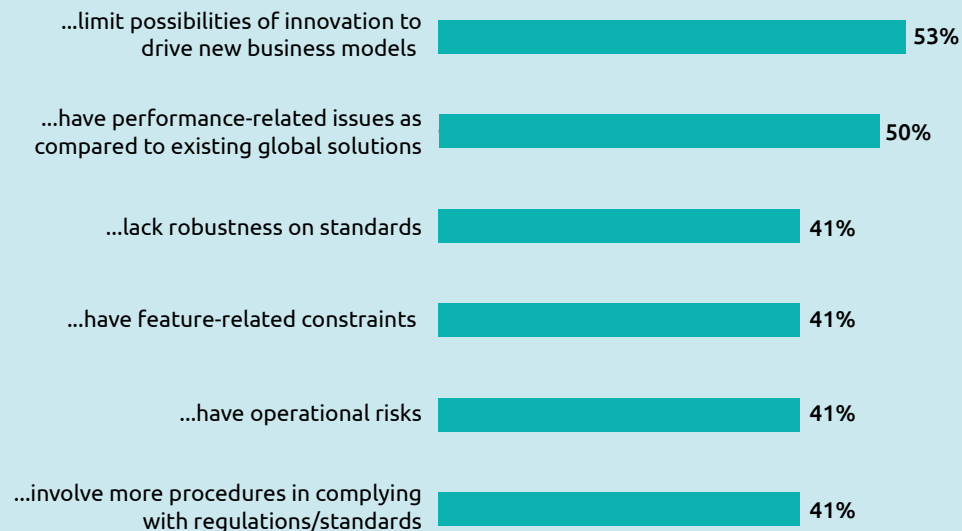 ...limit possibilities of innovation to
drive new business models
53%
...have performance-related issues as
compared to existing global solutions
50%
...lack robustness on standards
41%
...have feature-related constraints
41%
...have operational risks
41%
...involve more procedures in complying
with regulations/standards
41%